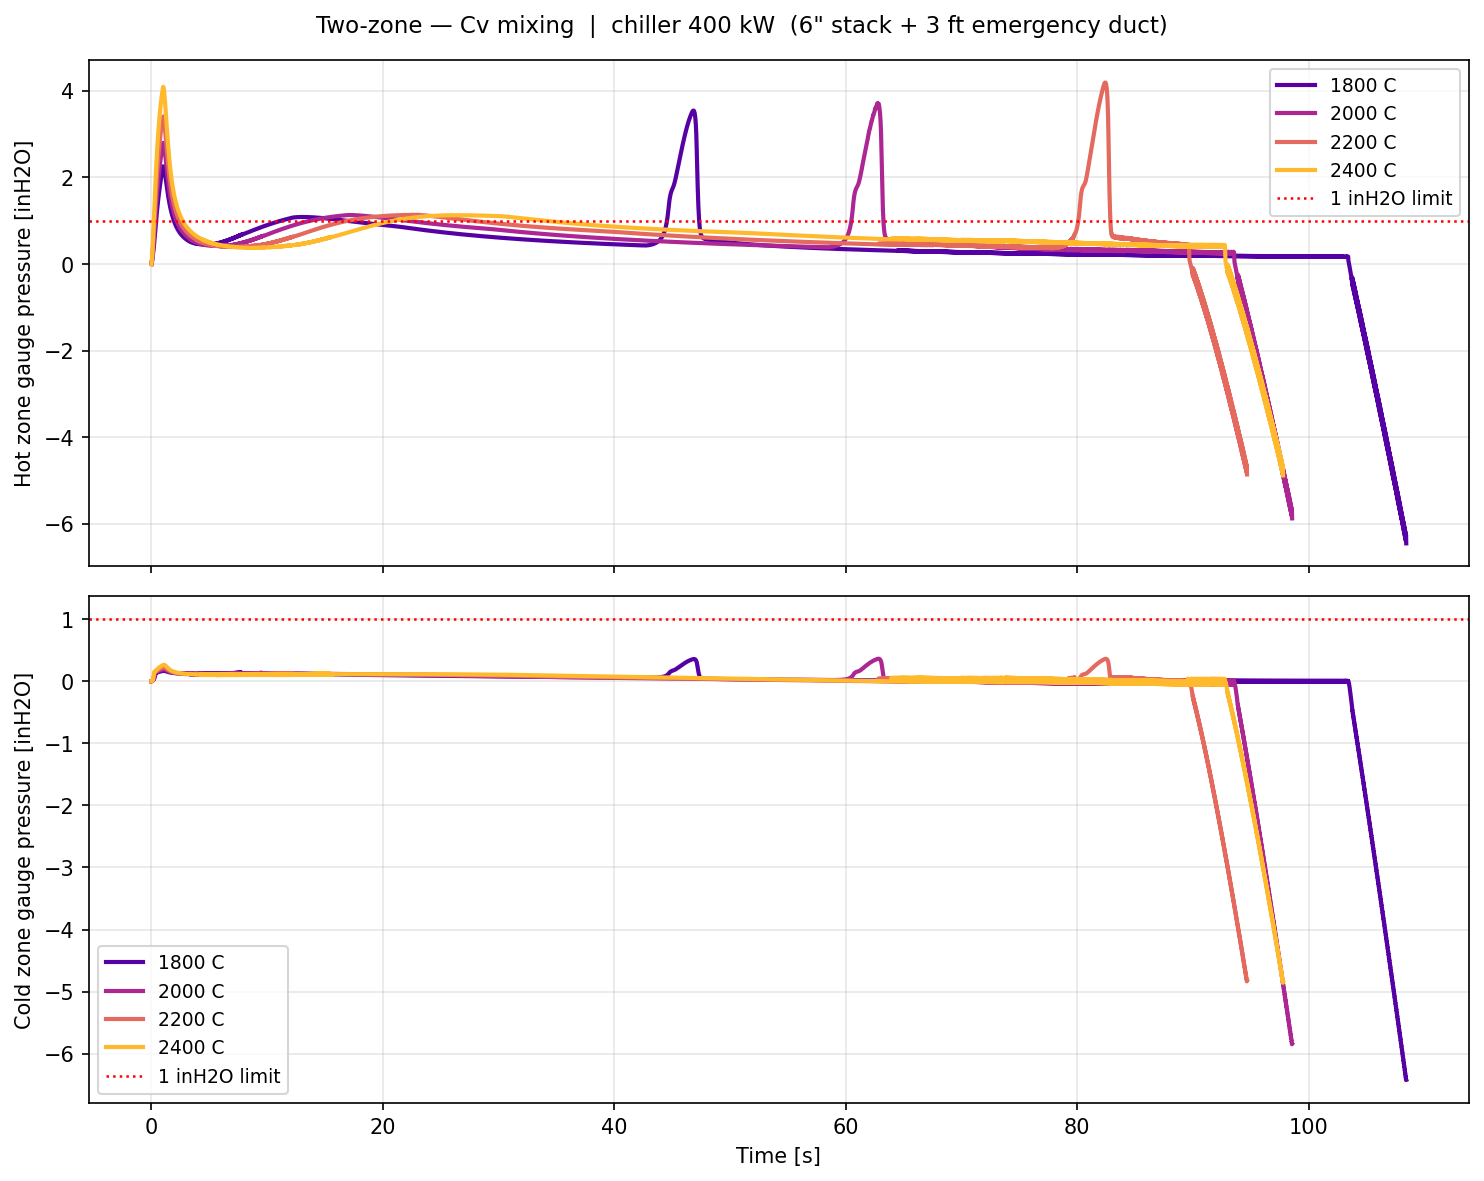 Two-zone — Cv mixing | chiller 400 kW (6" stack + 3 ft emergency duct)
Hot zone gauge pressure [inH2O]
4
2
0
−2
−4
−6
1800 C
2000 C
2200 C
2400 C
1 inH2O limit
Cold zone gauge pressure [inH2O]
1
0
−1
−2
−3
−4
−5
−6
1800 C
2000 C
2200 C
2400 C
1 inH2O limit
0 20 40 60 80 100
Time [s]